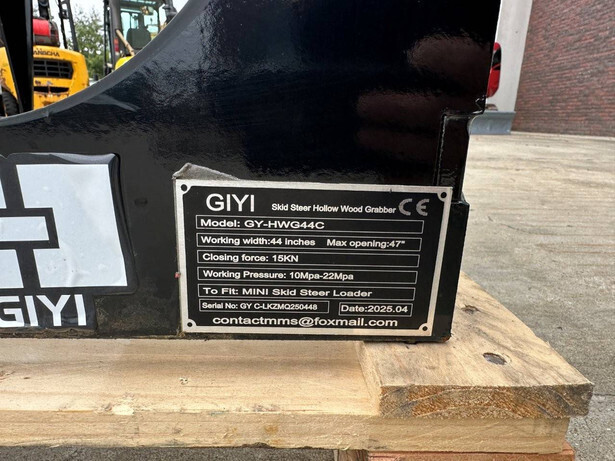 HANGCHA
GIYI Skid Steer Hollow Wood Grabber CE
Model: GY-HWG44C
Working width:44 inches Max opening:47"
Closing force: 15KN
Working Pressure: 10Mpa-22Mpa
To Fit: MINI Skid Steer Loader
Serial No: GY C-LKZMQ250448 Date:2025.04
contactmms@foxmail.com
GIYI